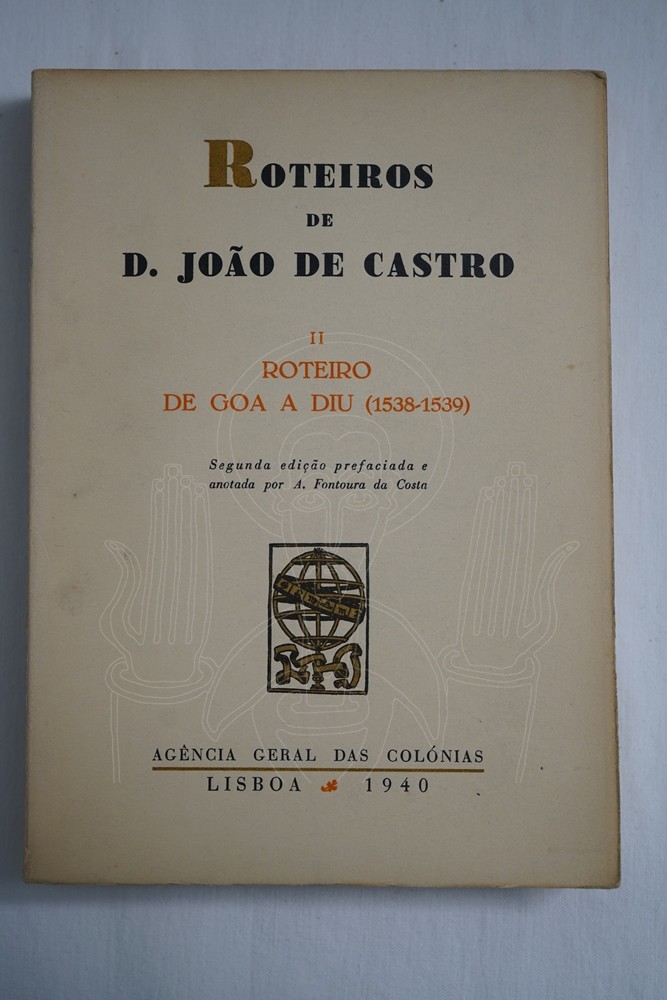 ROTEIROS
DE
D. JOÃO DE CASTRO
II
ROTEIRO
DE GOA A DIU (1538-1539)
Segunda edição prefaciada e
anotada por A. Fontoura da Costa
AGÊNCIA GERAL DAS COLÓNIAS
LISBOA 1940